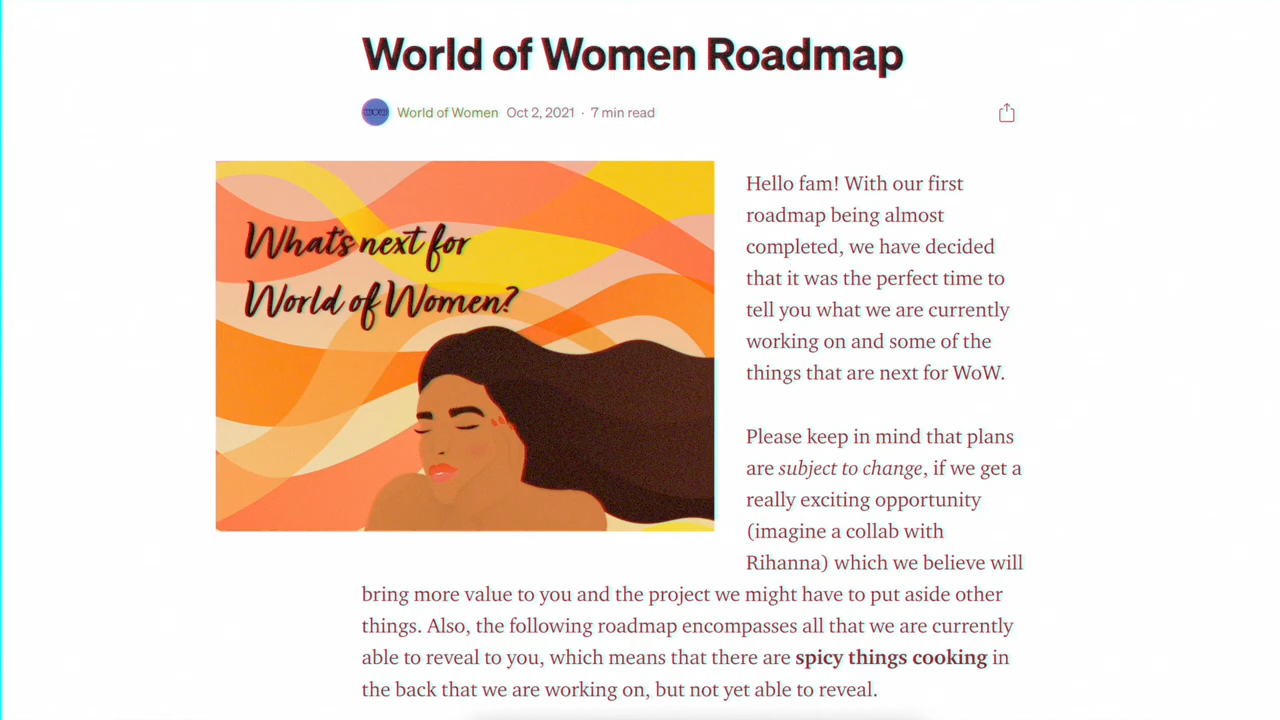 World of Women Roadmap
World of Women Oct 2, 2021 · 7 min read
What's next for
World of Women?
Hello fam! With our first
roadmap being almost
completed, we have decided
that it was the perfect time to
tell you what we are currently
working on and some of the
things that are next for WoW.
Please keep in mind that plans
are subject to change, if we get a
really exciting opportunity
(imagine a collab with
Rihanna) which we believe will
bring more value to you and the project we might have to put aside other
things. Also, the following roadmap encompasses all that we are currently
able to reveal to you, which means that there are spicy things cooking in
the back that we are working on, but not yet able to reveal.